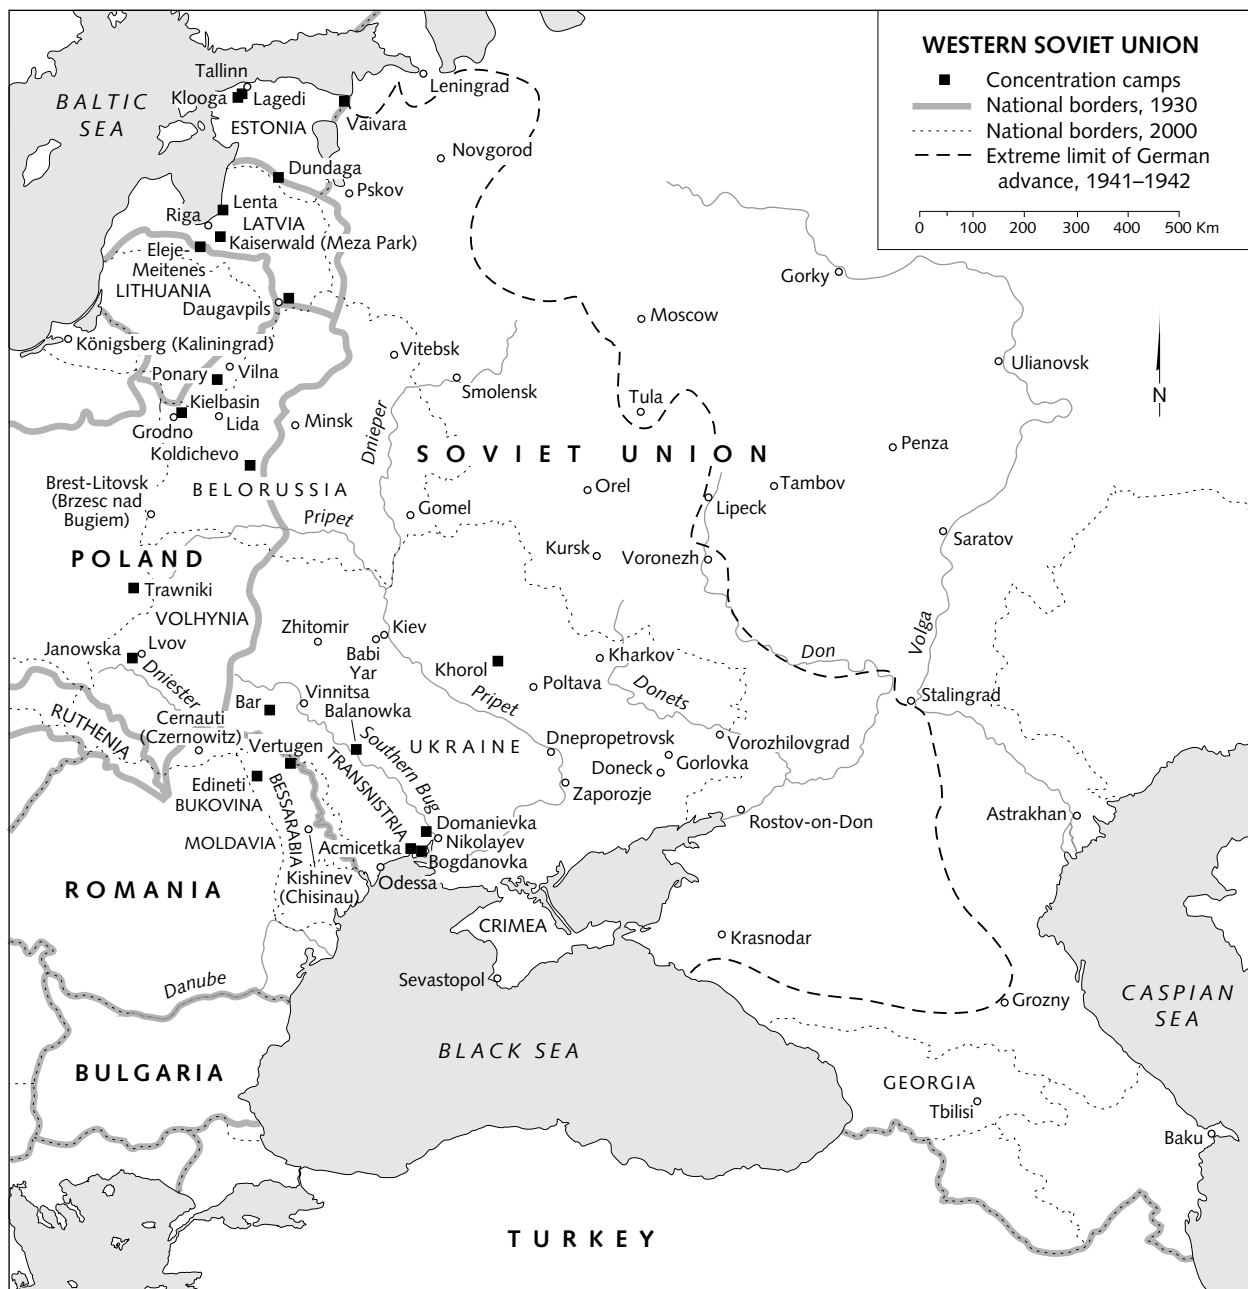 WESTERN SOVIET UNION
Concentration camps
National borders, 1930
National borders, 2000
Extreme limit of German
advance, 1941–1942
0 100 200 300 400 500 Km
N
BALTIC
SEA
Tallinn
Klooga
Lagedi
ESTONIA
Vaivara
Leningrad
Novgorod
Dundaga
Pskov
Lenta
Riga
LATVIA
Kaiserwald (Meza Park)
Eleje
Meitenes
LITHUANIA
Daugavpils
Gorky
Moscow
Königsberg (Kaliningrad)
Vitebsk
Ulianovsk
Ponary
Vilna
Smolensk
Kielbasin
Tula
Grodno
Lida
Minsk
Dnieper
Koldichevo
SOVIET UNION
Penza
Brest-Litovsk
(Brzesc nad
Bugiem)
BELORUSSIA
Orel
Tambov
Lipeck
Gomel
Pripet
POLAND
Kursk
Voronezh
Saratov
Trawniki
VOLHYNIA
Zhitomir
Kiev
Volga
Janowska
Lvov
Babi
Yar
Khorol
Kharkov
Don
Dniester
Poltava
Donets
Stalingrad
RUTHENIA
Bar
Vinnitsa
Balanowka
Pripet
Cernauti
(Czernowitz)
Vertugen
Southern Bug
UKRAINE
Dnepropetrovsk
Vorozhilovgrad
Doneck
Gorlovka
Edineti
BUKOVINA
BESSARABIA
TRANSNISTRIA
Zaporozje
Domanievka
Rostov-on-Don
Astrakhan
MOLDAVIA
Acmicetka
Nikolayev
Bogdanovka
Kishinev
(Chisinau)
Odessa
ROMANIA
CRIMEA
Krasnodar
Sevastopol
Danube
Grozny
CASPIAN
SEA
BLACK SEA
BULGARIA
GEORGIA
Tbilisi
Baku
TURKEY